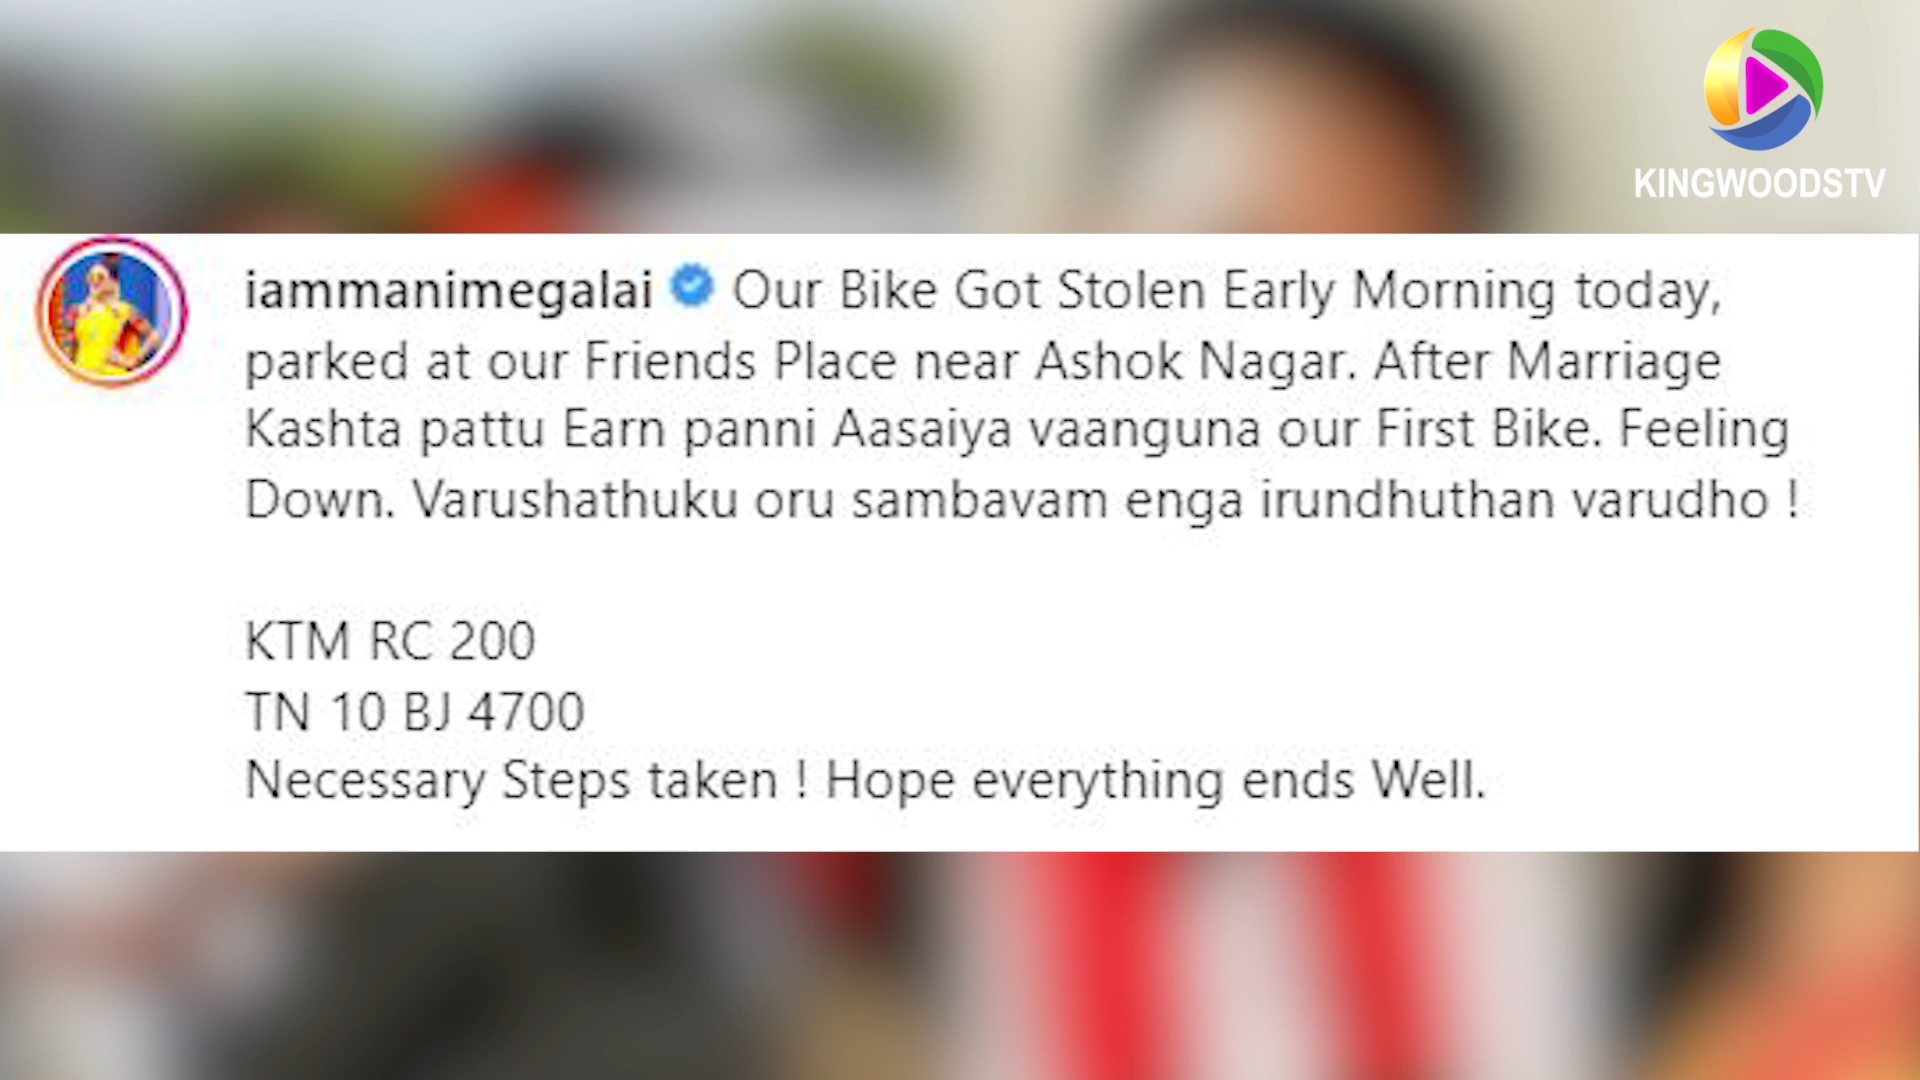 KINGWOODSTV
iammanimegalai Our Bike Got Stolen Early Morning today,
parked at our Friends Place near Ashok Nagar. After Marriage
Kashta pattu Earn panni Aasaiya vaanguna our First Bike. Feeling
Down. Varushathuku oru sambavam enga irundhuthan varudho !
KTM RC 200
TN 10 BJ 4700
Necessary Steps taken ! Hope everything ends Well.